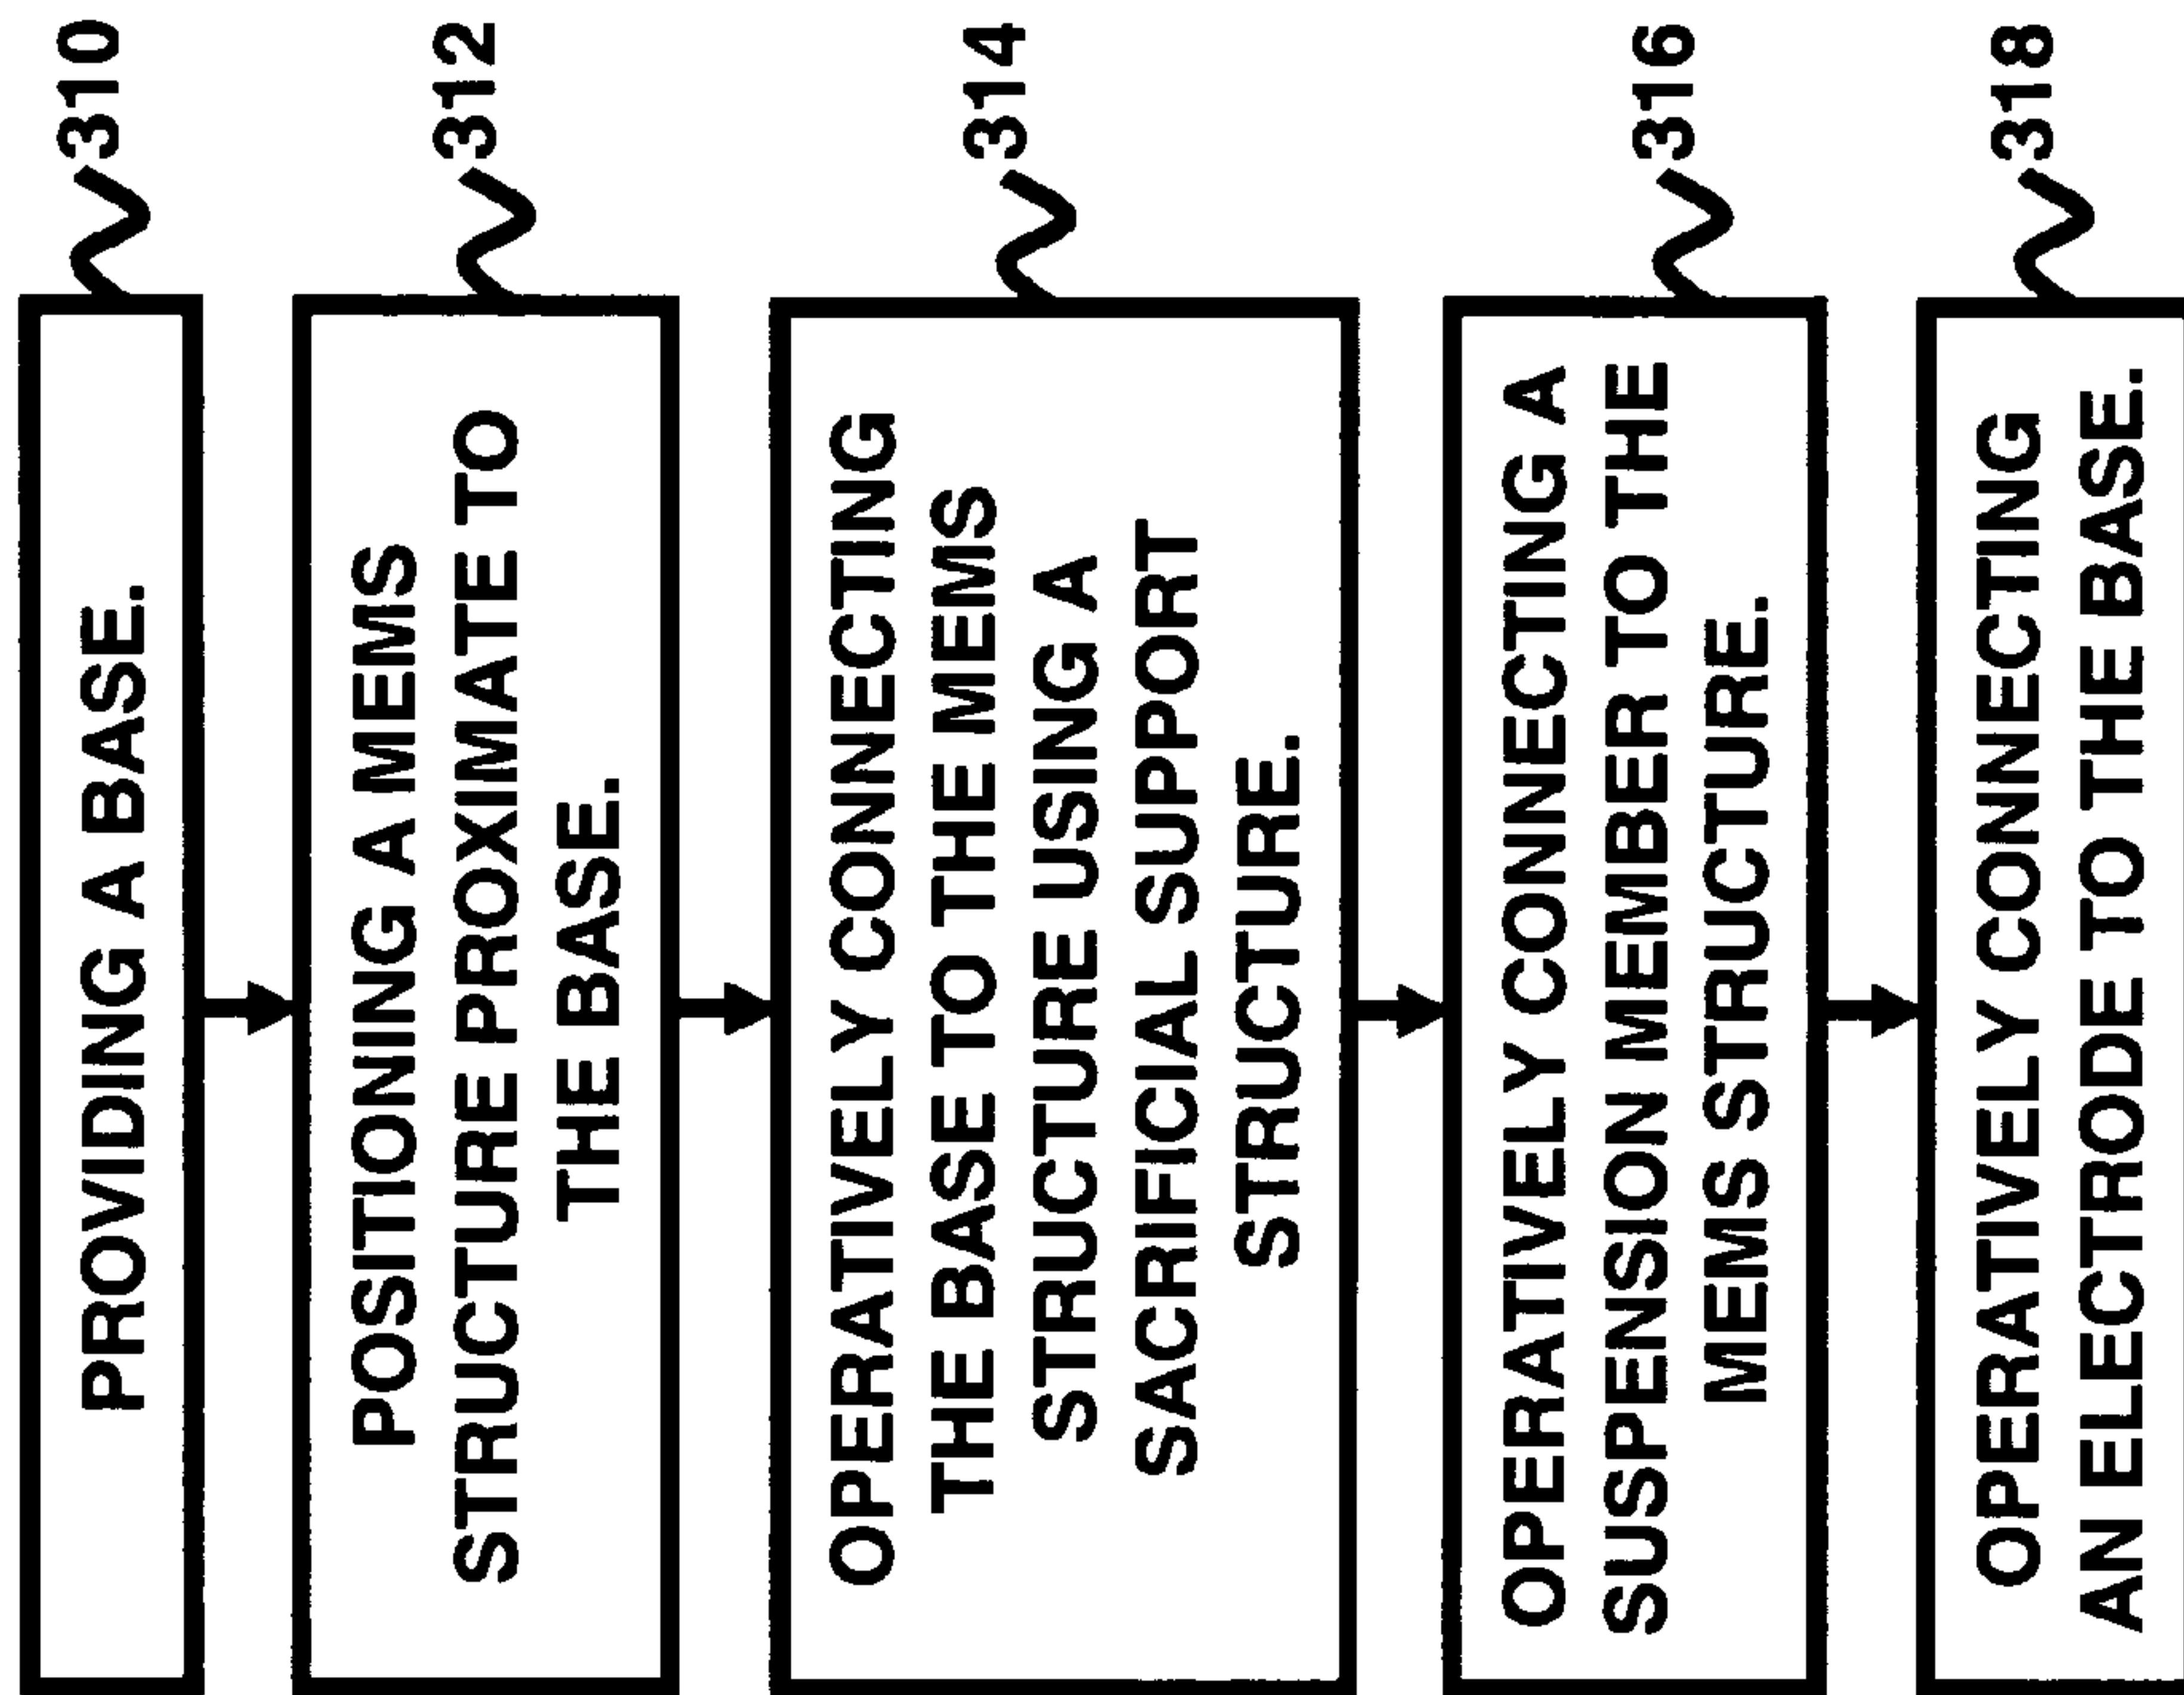 PROVIDING A BASE.
310
POSITIONING A MEMS
STRUCTURE PROXIMATE TO
THE BASE.
312
OPERATIVELY CONNECTING
THE BASE TO THE MEMS
STRUCTURE USING A
SACRIFICIAL SUPPORT
STRUCTURE.
314
OPERATIVELY CONNECTING A
SUSPENSION MEMBER TO THE
MEMS STRUCTURE.
316
OPERATIVELY CONNECTING
AN ELECTRODE TO THE BASE.
318